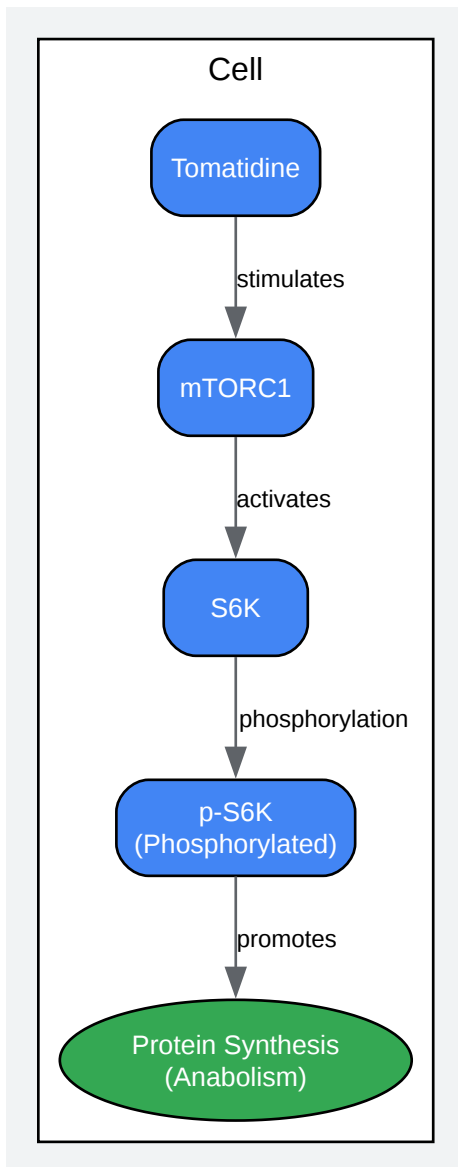 Cell
Tomatidine
stimulates
mTORC1
activates
S6K
phosphorylation
p-S6K
(Phosphorylated)
promotes
Protein Synthesis
(Anabolism)